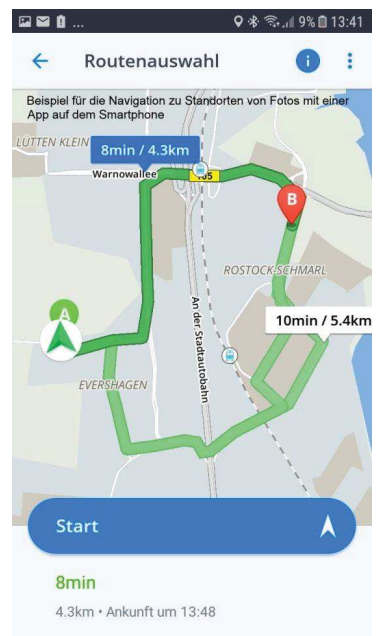 ... 9% 13:41
Routenauswahl
Beispiel für die Navigation zu Standorten von Fotos mit einer
App auf dem Smartphone
LÜTTEN KLEIN
8min / 4.3km
Warnowallee
105
B
ROSTOCK-SCHMARL
A
10min / 5.4km
An der Stadtautobahn
EVERSHAGEN
Start
8min
4.3km • Ankunft um 13:48